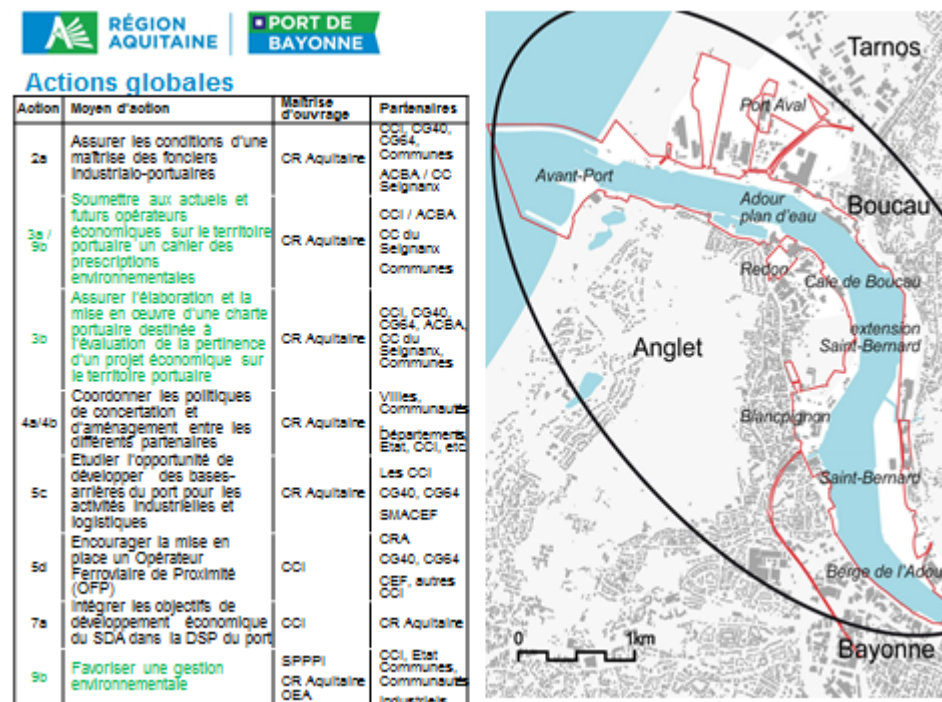 RÉGION
AQUITAINE
PORT DE
BAYONNE
Actions globales
Action Moyen d'action Maîtrise d'ouvrage Partenaires
2a
Assurer les conditions d'une
maîtrise des fonciers
industrialo-portuaires
CR Aquitaine
CCI, CG40,
CG64,
Communes
ACBA / CC
Seignanx
3a /
9b
Soumettre aux actuels et
futurs opérateurs
économiques sur le territoire
portuaire un cahier des
prescriptions
environnementales
CR Aquitaine
CCI / ACBA
CC du
Seignanx
Communes
3b
Assurer l'élaboration et la
mise en œuvre d'une charte
portuaire destinée à
l'évaluation de la pertinence
d'un projet économique sur
le territoire portuaire
CR Aquitaine
CCI, CG40,
CG64, ACBA,
CC du
Seignanx,
Communes
4a/4b
Coordonner les politiques
de concertation et
d'aménagement entre les
différents partenaires
CR Aquitaine
Villes,
Communautés
,
Départements,
Etat, CCI, etc
5c
Etudier l'opportunité de
développer des bases-
arrières du port pour les
activités industrielles et
logistiques
CR Aquitaine
Les CCI
CG40, CG64
SMACEF
5d
Encourager la mise en
place un Opérateur
Ferroviaire de Proximité
(OFP)
CCI
CRA
CG40, CG64
CEF, autres
CCI
7a
Intégrer les objectifs de
développement économique
du SDA dans la DSP du port
CCI
CR Aquitaine
9b
Favoriser une gestion
environnementale
SPPPI
CR Aquitaine
OEA
CCI, Etat
Communes,
Communautés
Industriels
Tarnos
Port Aval
Avant-Port
Adour
plan d'eau
Boucau
Redon
Cale de Boucau
extension
Saint-Bernard
Anglet
Blancpignon
Saint-Bernard
Berge de l'Adou
0 1km
Bayonne